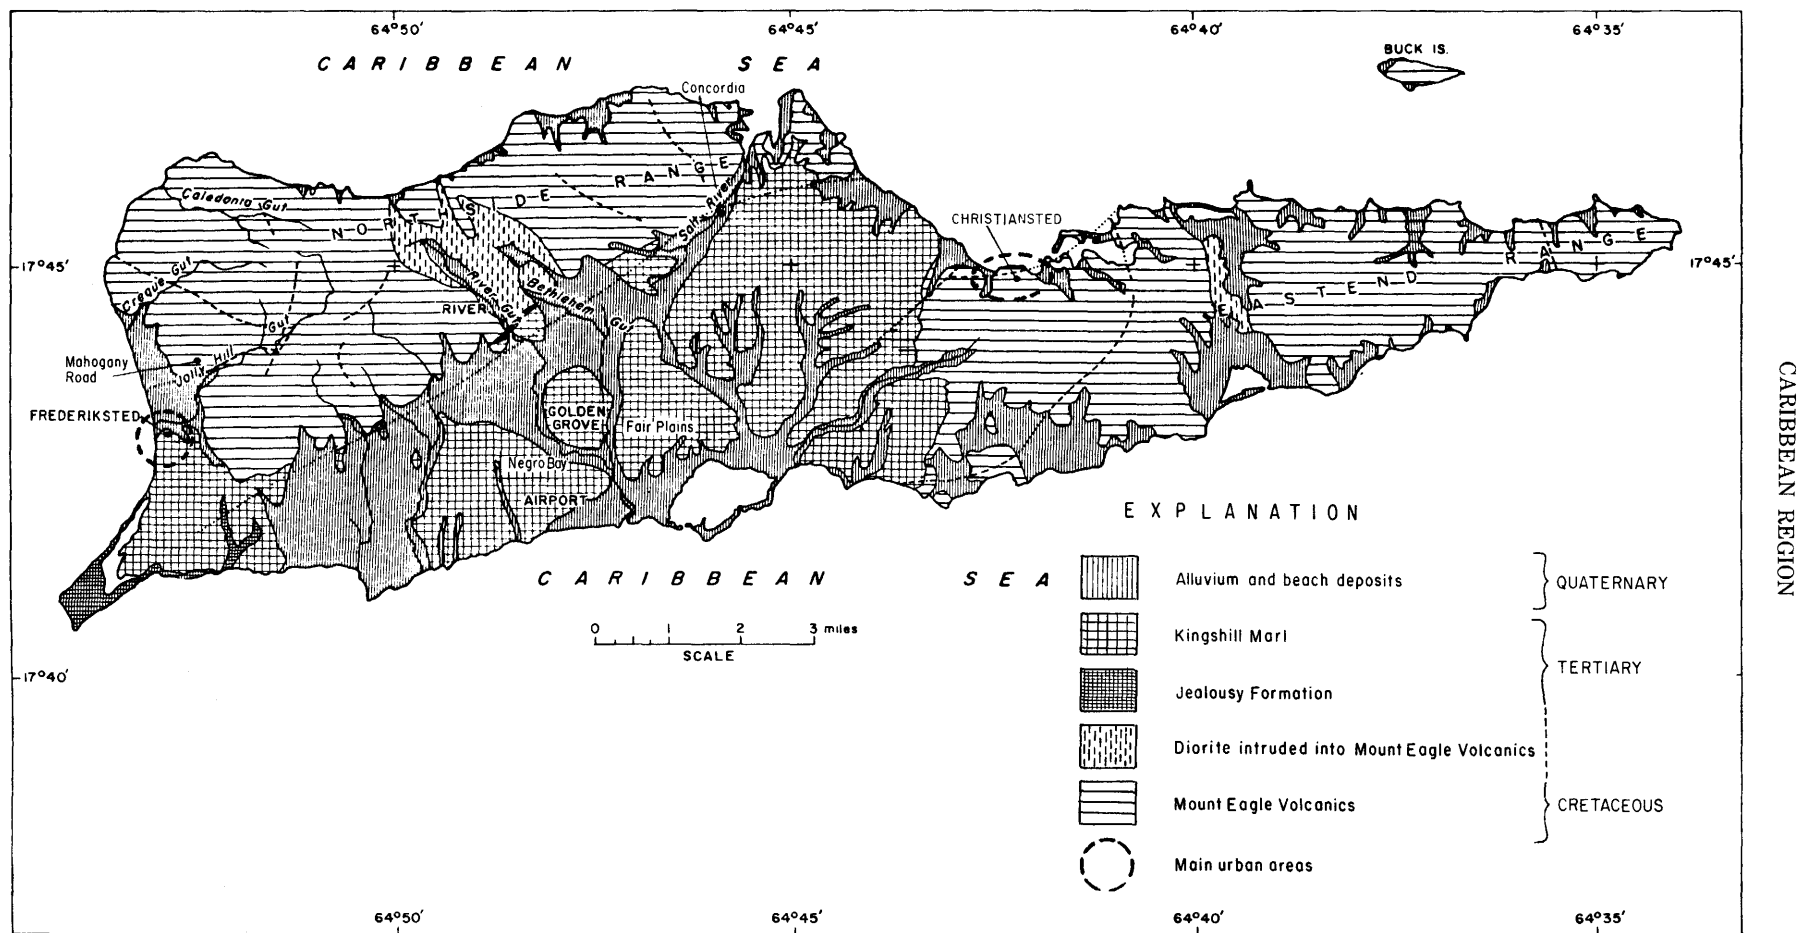 64°50′ 64°45′ 64°40′ 64°35′
BUCK IS.
CARIBBEAN SEA
Concordia
NORTHSIDE RANGE
Caledonia Gut
Salt River
CHRISTIANSTED
17°45′ 17°45′
Creque Gut
EASTEND RANGE
RIVER
River Gut
Bethlehem Gut
Mahogany
Road
Jolly Hill Gut
FREDERIKSTED
GOLDEN
GROVE
Fair Plains
Negro Bay
AIRPORT
CARIBBEAN SEA
0 1 2 3 miles
SCALE
17°40′
EXPLANATION
Alluvium and beach deposits
QUATERNARY
Kingshill Marl
TERTIARY
Jealousy Formation
Diorite intruded into Mount Eagle Volcanics
Mount Eagle Volcanics
CRETACEOUS
Main urban areas
64°50′ 64°45′ 64°40′ 64°35′
CARIBBEAN REGION